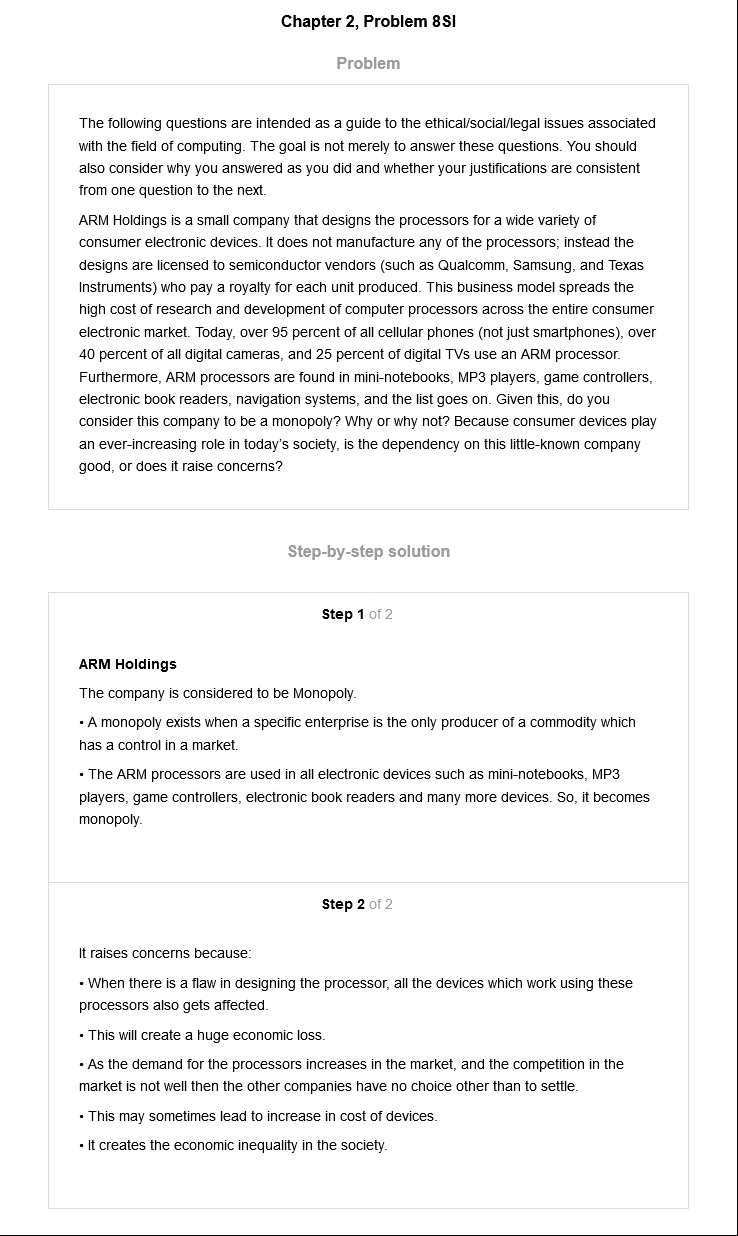 Chapter 2, Problem 8SI
Problem
The following questions are intended as a guide to the ethical/social/legal issues associated
with the field of computing. The goal is not merely to answer these questions. You should
also consider why you answered as you did and whether your justifications are consistent
from one question to the next.
ARM Holdings is a small company that designs the processors for a wide variety of
consumer electronic devices. It does not manufacture any of the processors; instead the
designs are licensed to semiconductor vendors (such as Qualcomm, Samsung, and Texas
Instruments) who pay a royalty for each unit produced. This business model spreads the
high cost of research and development of computer processors across the entire consumer
electronic market. Today, over 95 percent of all cellular phones (not just smartphones), over
40 percent of all digital cameras, and 25 percent of digital TVs use an ARM processor.
Furthermore, ARM processors are found in mini-notebooks, MP3 players, game controllers,
electronic book readers, navigation systems, and the list goes on. Given this, do you
consider this company to be a monopoly? Why or why not? Because consumer devices play
an ever-increasing role in today's society, is the dependency on this little-known company
good, or does it raise concerns?
Step-by-step solution
Step 1 of 2
ARM Holdings
The company is considered to be Monopoly.
• A monopoly exists when a specific enterprise is the only producer of a commodity which
has a control in a market.
• The ARM processors are used in all electronic devices such as mini-notebooks, MP3
players, game controllers, electronic book readers and many more devices. So, it becomes
monopoly.
Step 2 of 2
It raises concerns because:
• When there is a flaw in designing the processor, all the devices which work using these
processors also gets affected.
• This will create a huge economic loss.
• As the demand for the processors increases in the market, and the competition in the
market is not well then the other companies have no choice other than to settle.
• This may sometimes lead to increase in cost of devices.
• It creates the economic inequality in the society.